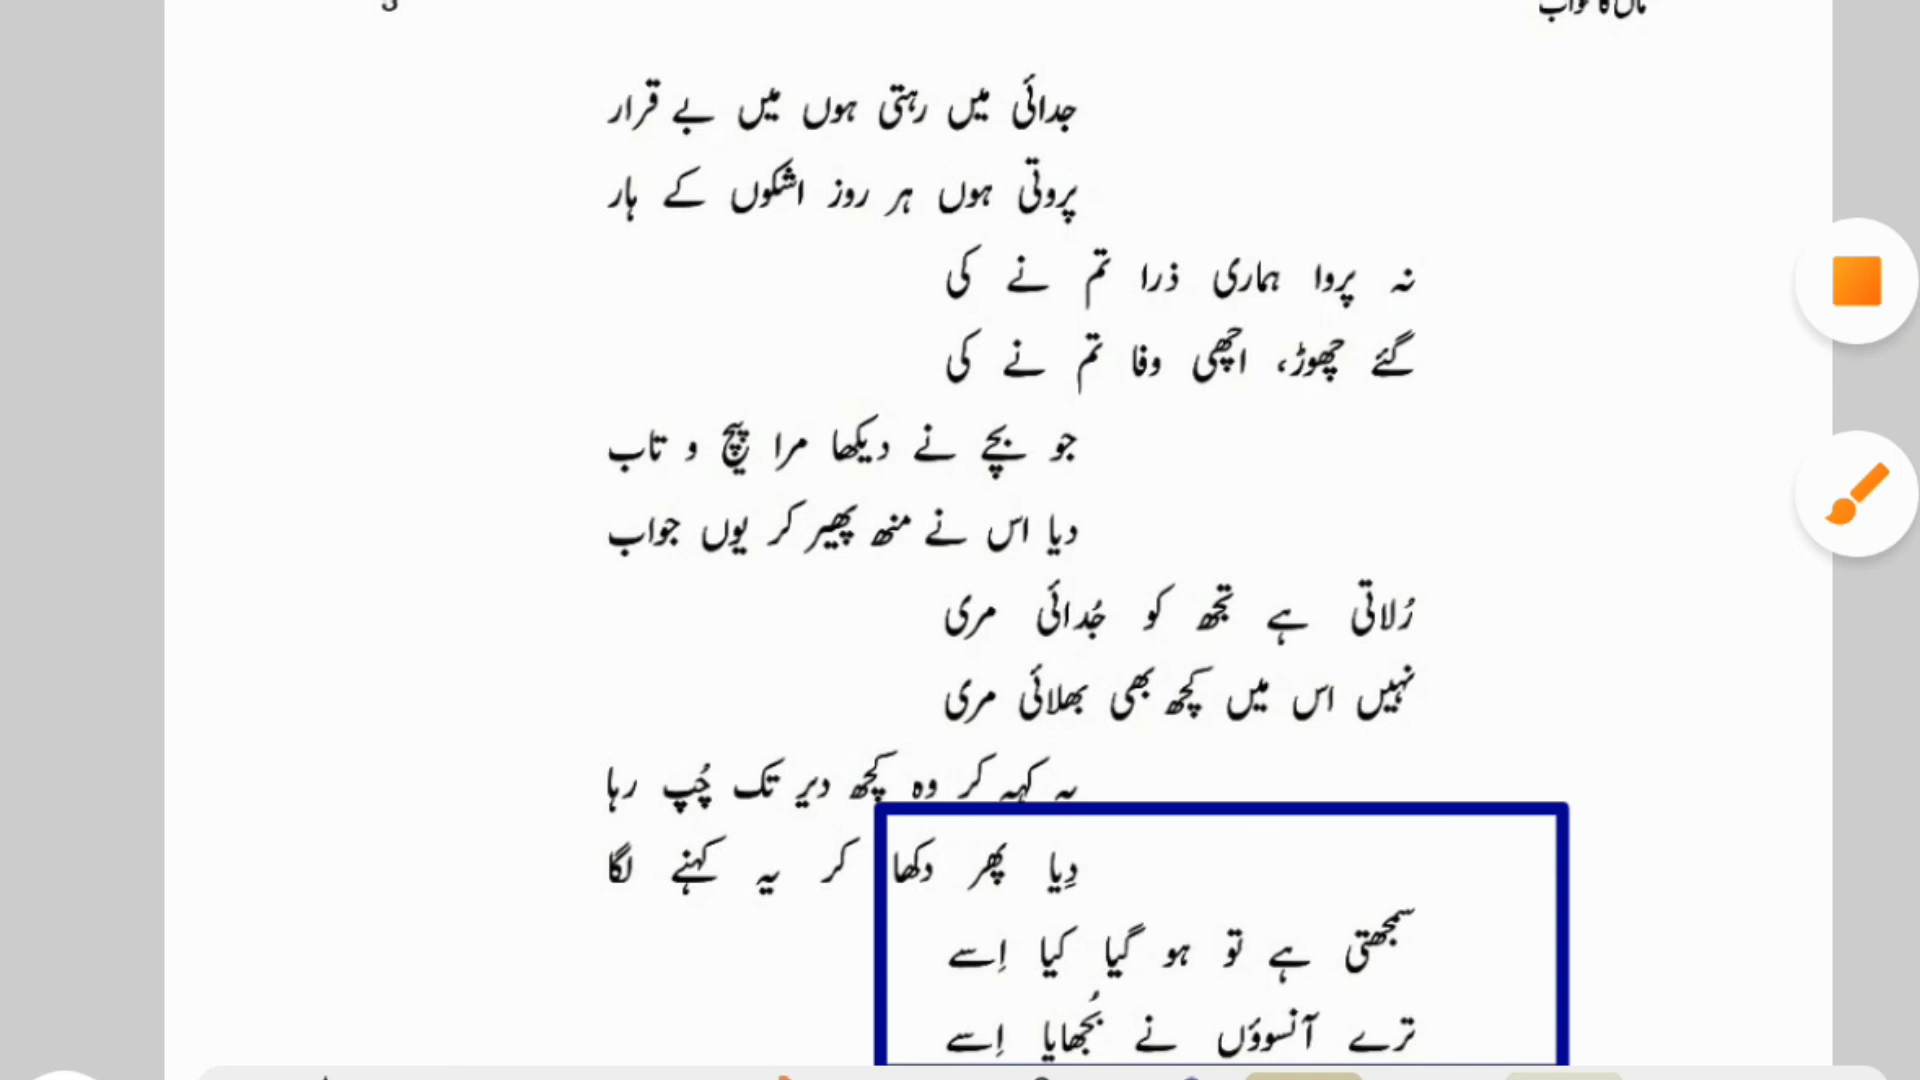 ماں کا خواب
3
جدائی میں رہتی ہوں میں بے قرار
پروتی ہوں ہر روز اشکوں کے ہار
نہ پروا ہماری ذرا تم نے کی
گئے چھوڑ، اچھی وفا تم نے کی
جو بچے نے دیکھا مرا پیچ و تاب
دیا اس نے منھ پھیر کر یوں جواب
رُلاتی ہے تجھ کو جُدائی مری
نہیں اس میں کچھ بھی بھلائی مری
یہ کہہ کر وہ کچھ دیر تک چُپ رہا
دِیا پھر دکھا کر یہ کہنے لگا
سمجھتی ہے تو ہو گیا کیا اِسے
ترے آنسوؤں نے بُجھایا اِسے